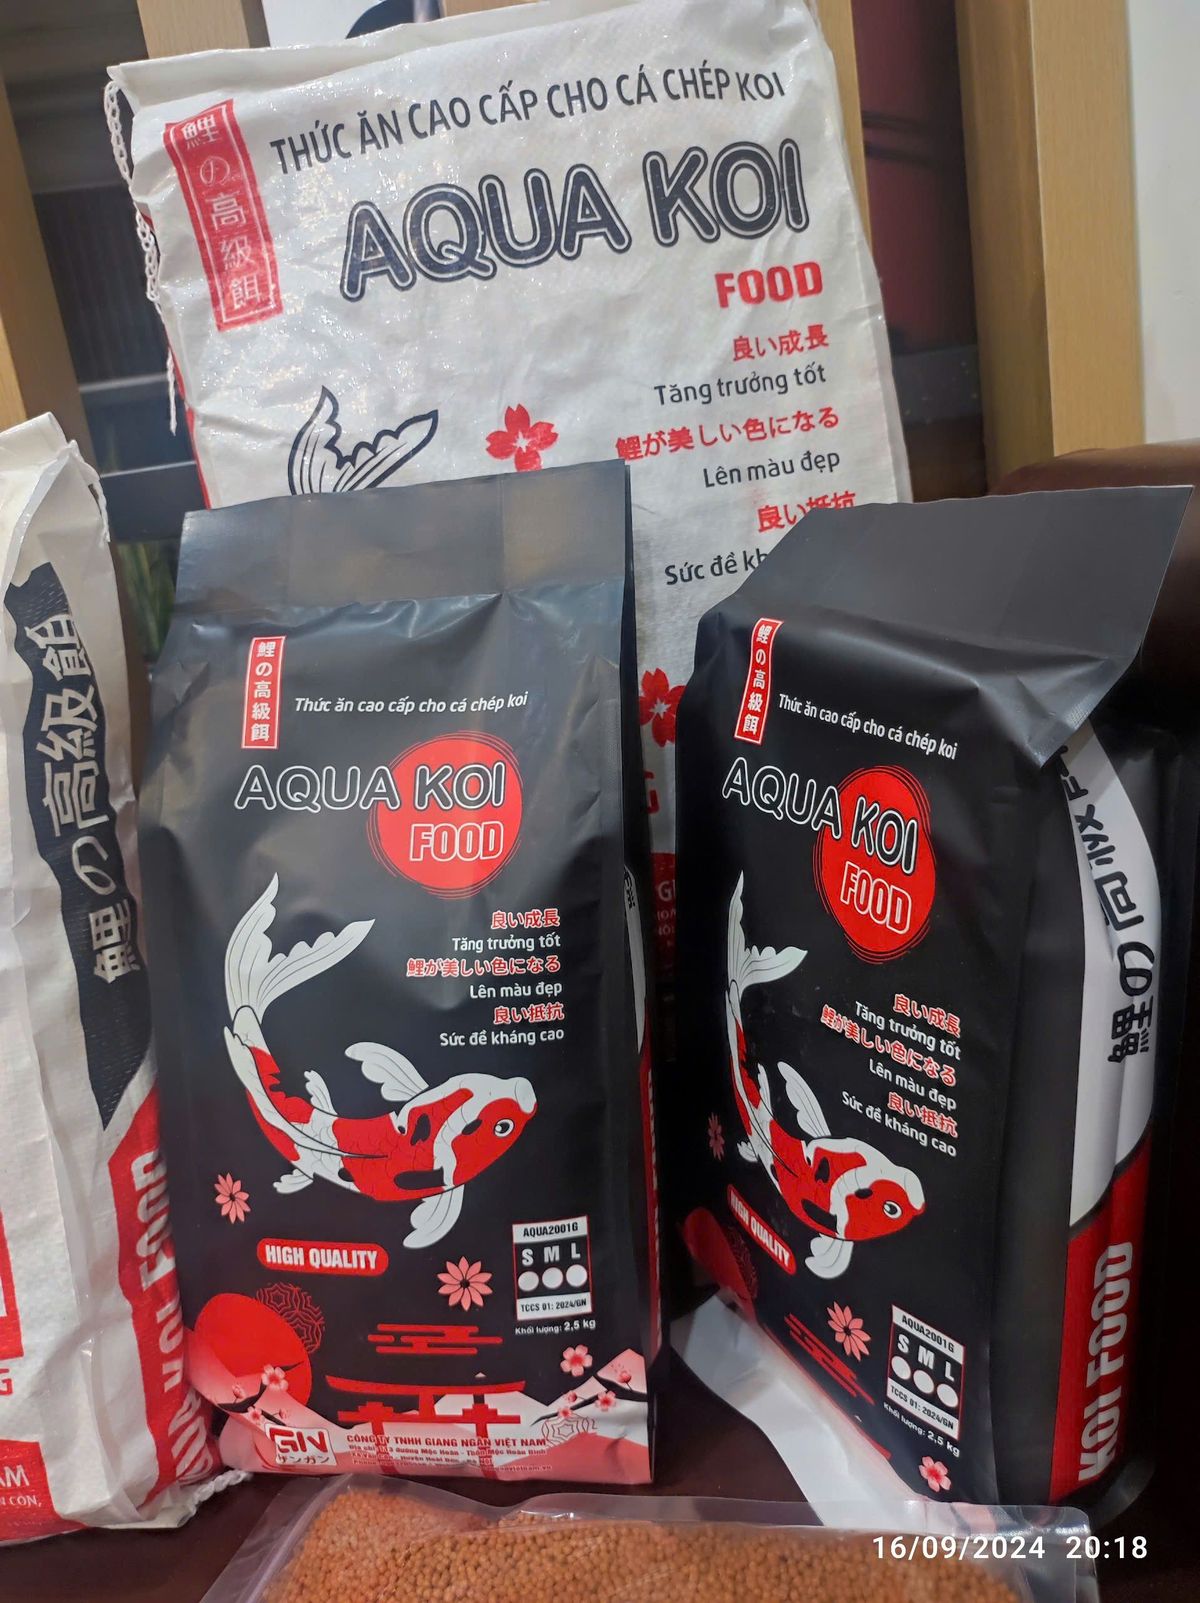 鯉の高級餌
THỨC ĂN CAO CẤP CHO CÁ CHÉP KOI
AQUA KOI
FOOD
良い成長
Tăng trưởng tốt
鯉が美しい色になる
Lên màu đẹp
良い抵抗
Sức đề kh
鯉の高級餌
KOI FOOD
鯉の高級餌
Thức ăn cao cấp cho cá chép koi
AQUA KOI
FOOD
良い成長
Tăng trưởng tốt
鯉が美しい色になる
Lên màu đẹp
良い抵抗
Sức đề kháng cao
HIGH QUALITY
AQUA2001G
S M L
TCCS 01: 2024/GN
Khối lượng: 2,5 kg
GN
ザンガン
CÔNG TY TNHH GIANG NGÂN VIỆT NAM
鯉の高級餌
Thức ăn cao cấp cho cá chép koi
AQUA KOI
FOOD
良い成長
Tăng trưởng tốt
鯉が美しい色になる
Lên màu đẹp
良い抵抗
Sức đề kháng cao
HIGH QUALITY
AQUA2001G
S M L
TCCS 01: 2024/GN
Khối lượng: 2,5 kg
鯉の高
KOI FOOD
16/09/2024 20:18